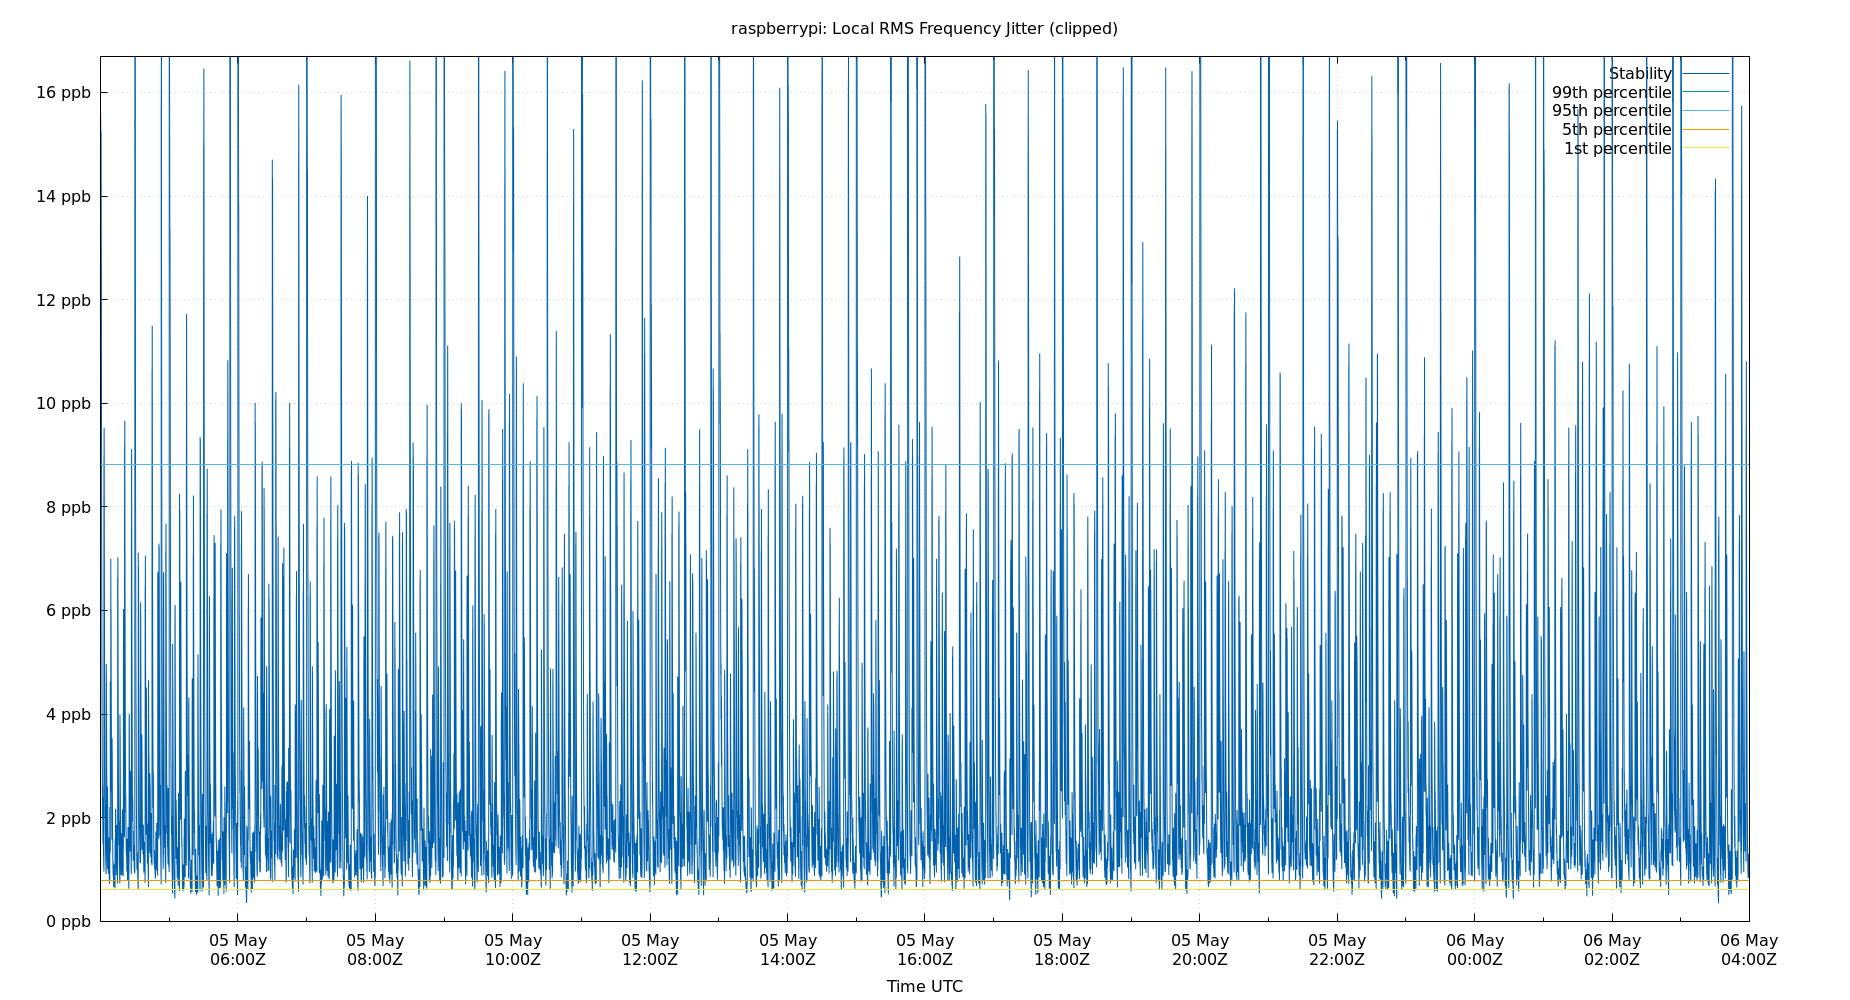 raspberrypi: Local RMS Frequency Jitter (clipped)
Stability
99th percentile
95th percentile
5th percentile
1st percentile
16 ppb
14 ppb
12 ppb
10 ppb
8 ppb
6 ppb
4 ppb
2 ppb
0 ppb
05 May 05 May 05 May 05 May 05 May 05 May 05 May 05 May 05 May 06 May 06 May 06 May
06:00Z 08:00Z 10:00Z 12:00Z 14:00Z 16:00Z 18:00Z 20:00Z 22:00Z 00:00Z 02:00Z 04:00Z
Time UTC